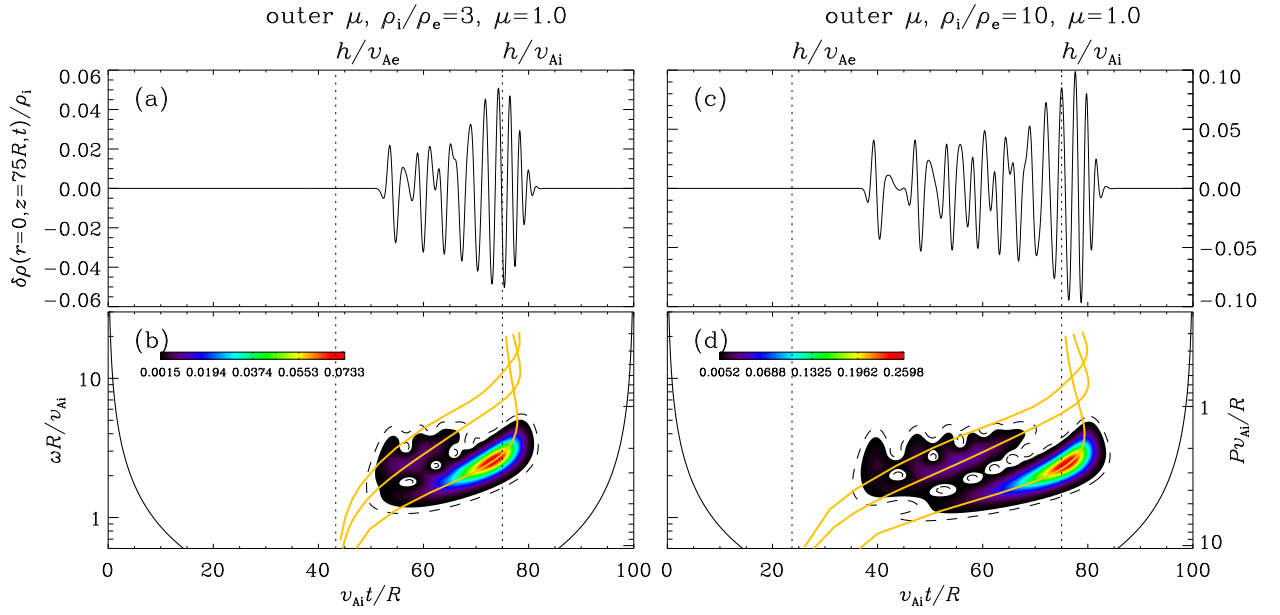 outer μ, ρi/ρe=3, μ=1.0
outer μ, ρi/ρe=10, μ=1.0
h/vAe
h/vAi
h/vAe
h/vAi
(a)
(c)
δρ(r=0,z=75R,t)/ρi
0.06
0.04
0.02
0.00
-0.02
-0.04
-0.06
0.10
0.05
0.00
-0.05
-0.10
(b)
(d)
0.0015 0.0194 0.0374 0.0553 0.0733
0.0052 0.0688 0.1325 0.1962 0.2598
ωR/vAi
10
1
PvAi/R
1
10
0 20 40 60 80 100
0 20 40 60 80 100
vAi t/R
vAi t/R